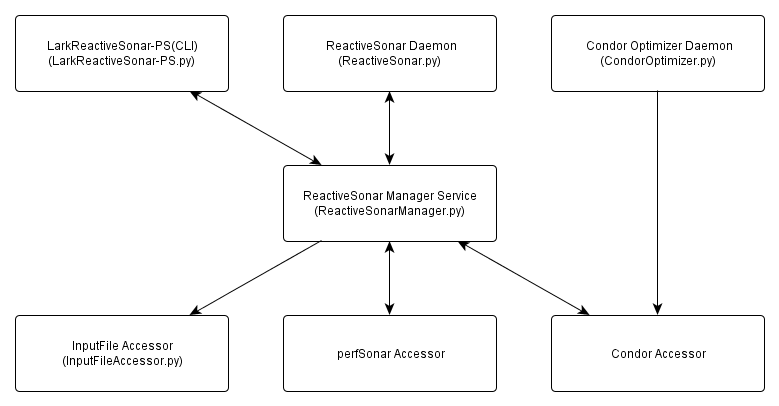 LarkReactiveSonar-PS(CLI)
(LarkReactiveSonar-PS.py)
ReactiveSonar Daemon
(ReactiveSonar.py)
Condor Optimizer Daemon
(CondorOptimizer.py)
ReactiveSonar Manager Service
(ReactiveSonarManager.py)
InputFile Accessor
(InputFileAccessor.py)
perfSonar Accessor
Condor Accessor